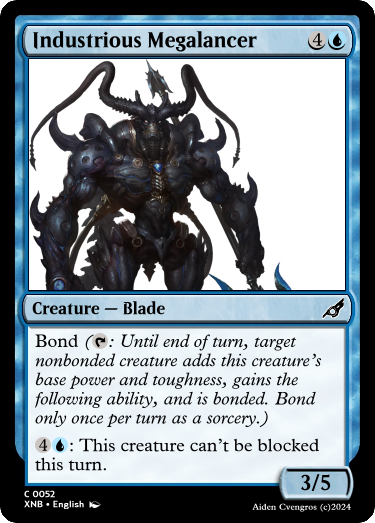 Industrious Megalancer 4
Creature — Blade
Bond (: Until end of turn, target
nonbonded creature adds this creature's
base power and toughness, gains the
following ability, and is bonded. Bond
only once per turn as a sorcery.)
4: This creature can't be blocked
this turn.
3/5
C 0052
XNB • English
Aiden Cvengros (c)2024